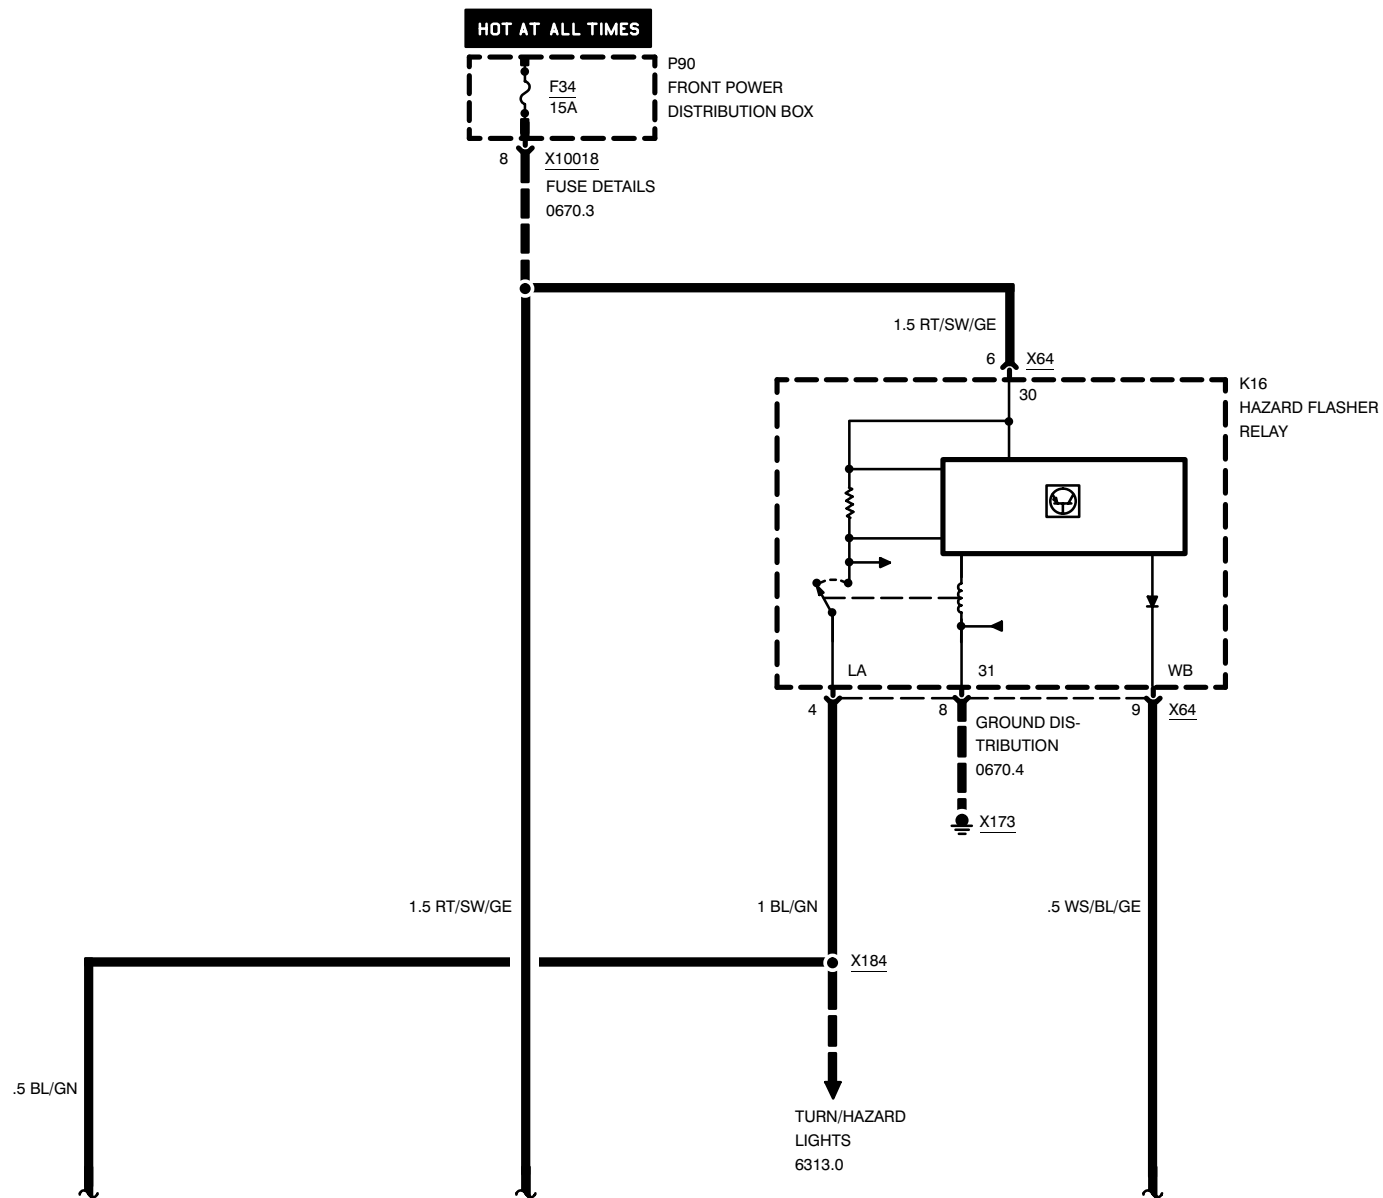 HOT AT ALL TIMES
P90
FRONT POWER
DISTRIBUTION BOX
F34
15A
8
X10018
FUSE DETAILS
0670.3
1.5 RT/SW/GE
6
X64
30
K16
HAZARD FLASHER
RELAY
LA
31
WB
4
8
9
X64
GROUND DIS-
TRIBUTION
0670.4
X173
1.5 RT/SW/GE
1 BL/GN
.5 WS/BL/GE
X184
.5 BL/GN
TURN/HAZARD
LIGHTS
6313.0